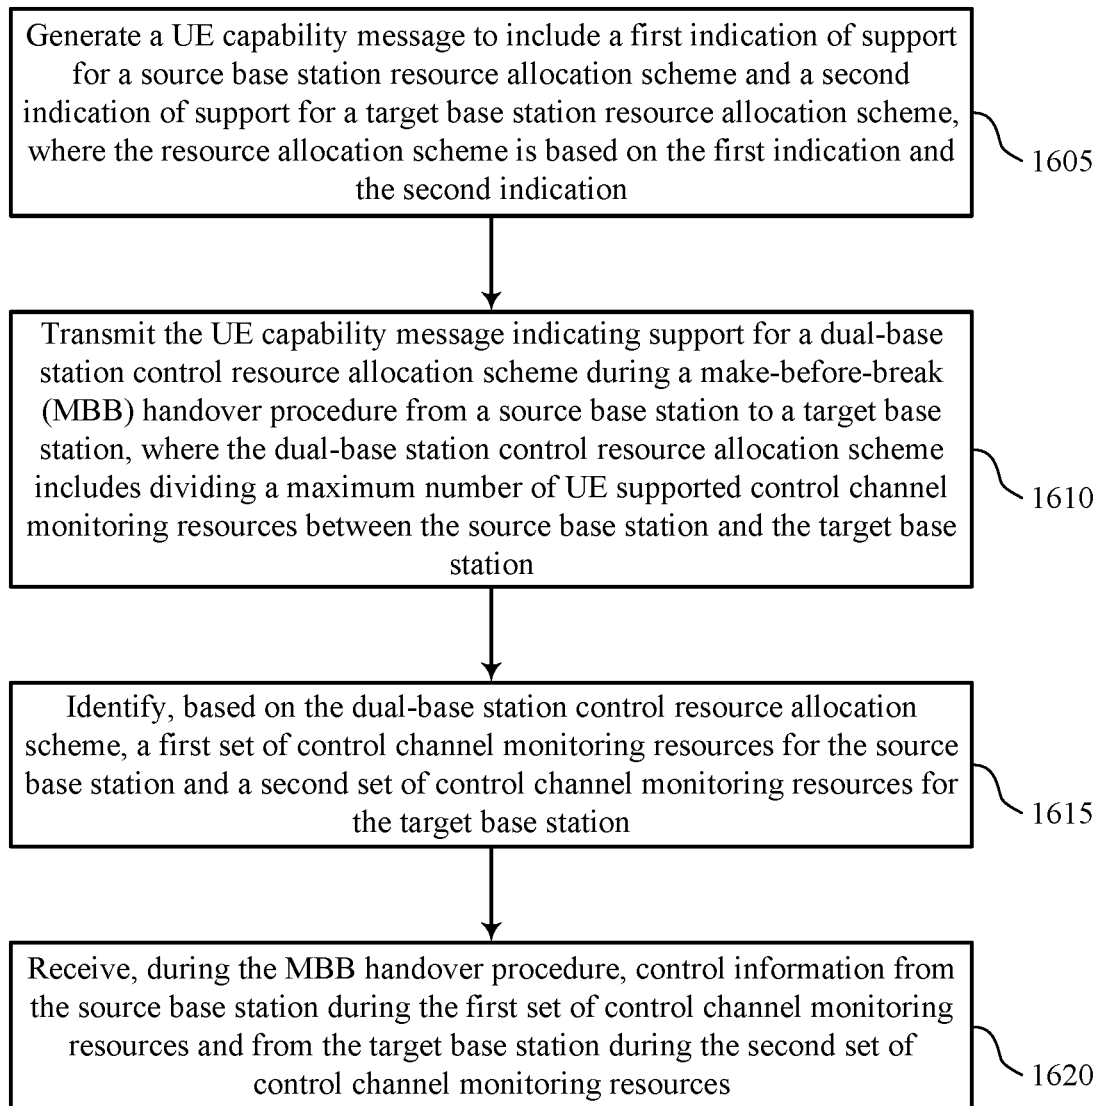 Generate a UE capability message to include a first indication of support
for a source base station resource allocation scheme and a second
indication of support for a target base station resource allocation scheme,
where the resource allocation scheme is based on the first indication and
the second indication
1605
Transmit the UE capability message indicating support for a dual-base
station control resource allocation scheme during a make-before-break
(MBB) handover procedure from a source base station to a target base
station, where the dual-base station control resource allocation scheme
includes dividing a maximum number of UE supported control channel
monitoring resources between the source base station and the target base
station
1610
Identify, based on the dual-base station control resource allocation
scheme, a first set of control channel monitoring resources for the source
base station and a second set of control channel monitoring resources for
the target base station
1615
Receive, during the MBB handover procedure, control information from
the source base station during the first set of control channel monitoring
resources and from the target base station during the second set of
control channel monitoring resources
1620